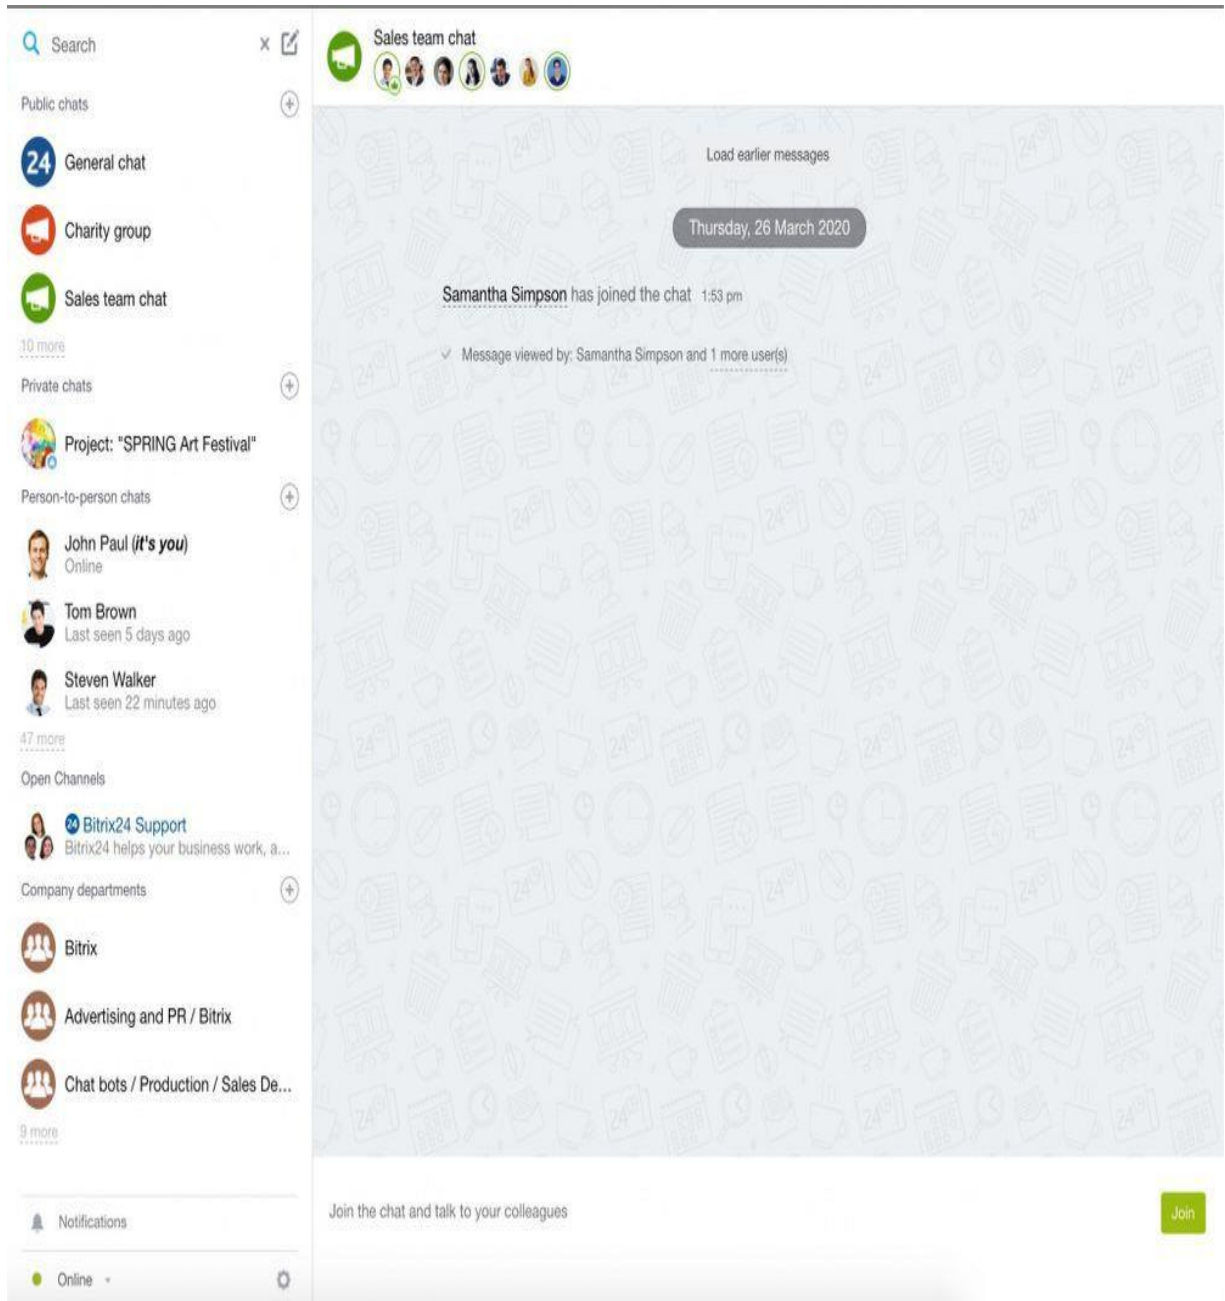 Search
Public chats
24 General chat
Charity group
Sales team chat
10 more
Private chats
Project: "SPRING Art Festival"
Person-to-person chats
John Paul (it's you)
Online
Tom Brown
Last seen 5 days ago
Steven Walker
Last seen 22 minutes ago
47 more
Open Channels
24 Bitrix24 Support
Bitrix24 helps your business work, a...
Company departments
Bitrix
Advertising and PR / Bitrix
Chat bots / Production / Sales De...
9 more
Notifications
Online
Sales team chat
Load earlier messages
Thursday, 26 March 2020
Samantha Simpson has joined the chat 1:53 pm
Message viewed by: Samantha Simpson and 1 more user(s)
Join the chat and talk to your colleagues
Join